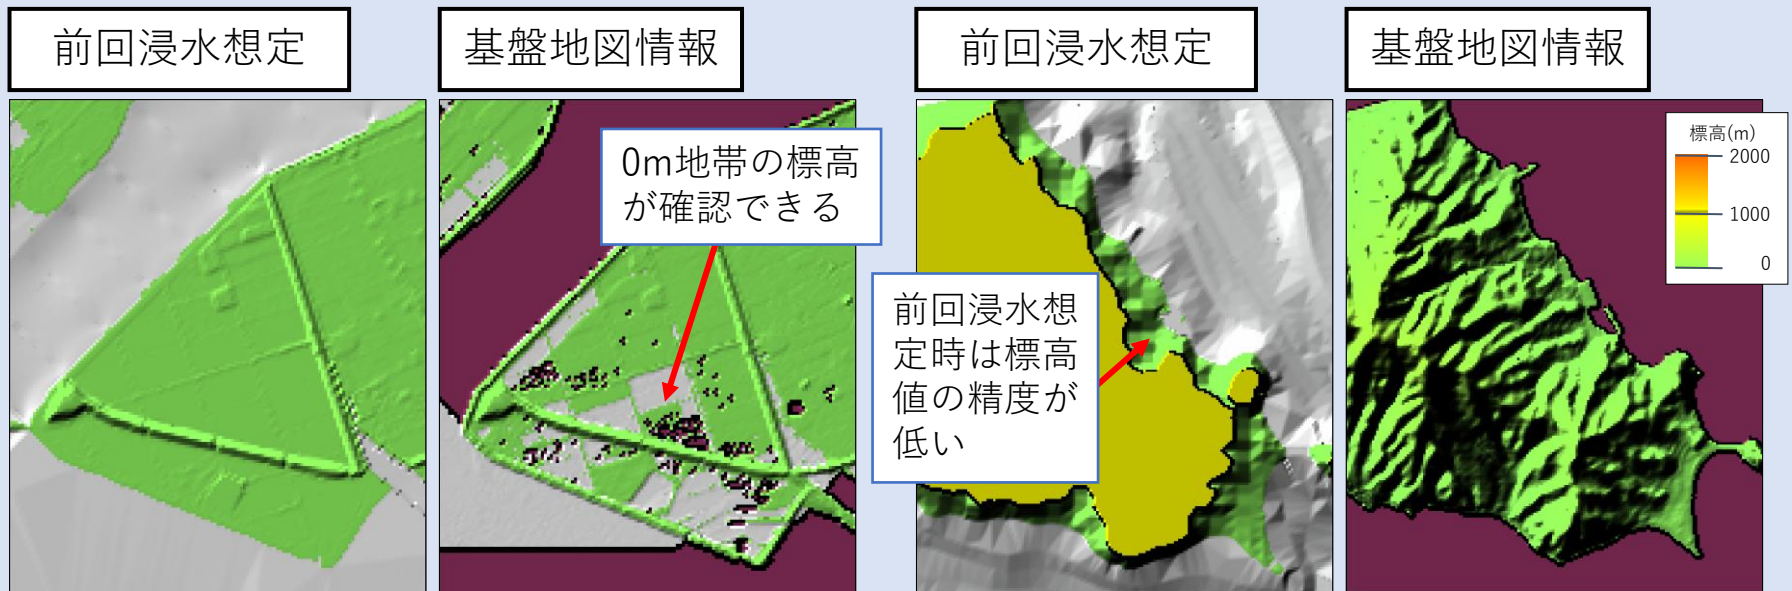 前回浸水想定
基盤地図情報
前回浸水想定
基盤地図情報
0m地帯の標高
が確認できる
前回浸水想
定時は標高
値の精度が
低い
標高(m)
2000
1000
0